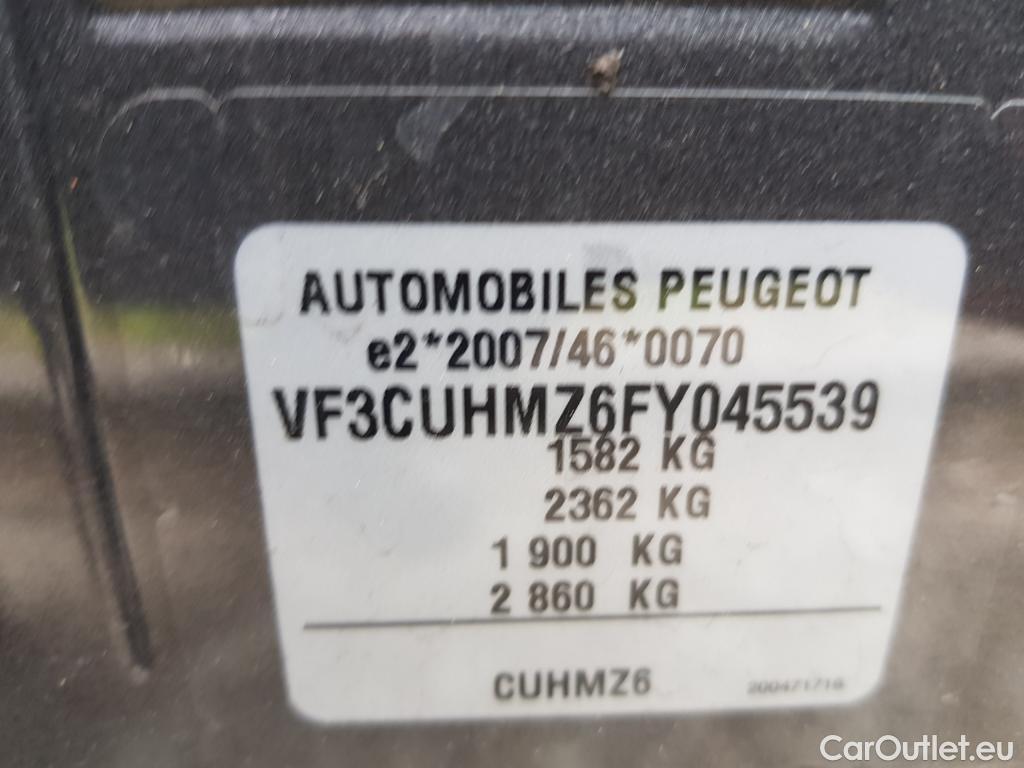 AUTOMOBILES PEUGEOT
e2*2007/46*0070
VF3CUHMZ6FY045539
1582 KG
2362 KG
1 900 KG
2 860 KG
CUHMZ6
CarOutlet.eu